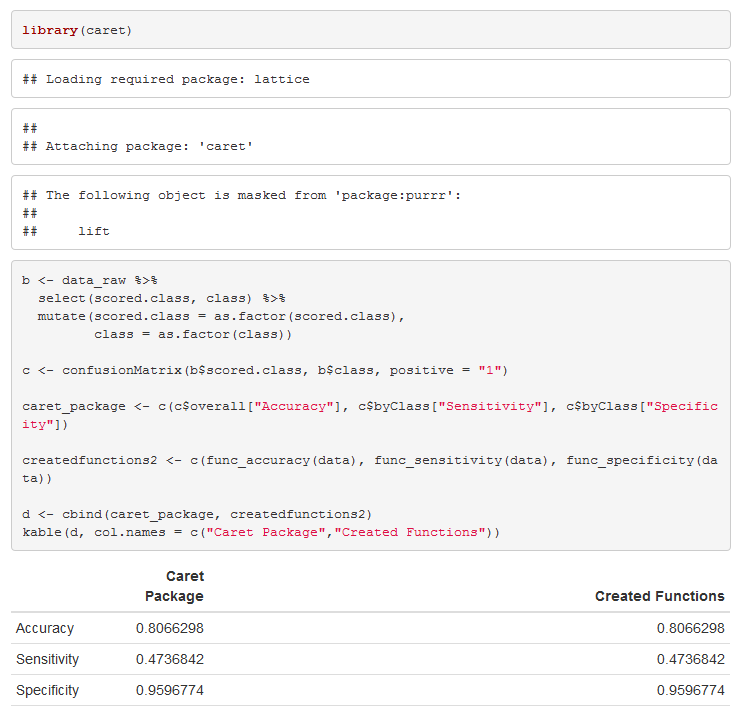 library(caret)
## Loading required package: lattice
##
## Attaching package: 'caret'
## The following object is masked from 'package:purrr':
##
##     lift
b <- data_raw %>%
  select(scored.class, class) %>%
  mutate(scored.class = as.factor(scored.class),
         class = as.factor(class))
c <- confusionMatrix(b$scored.class, b$class, positive = "1")
caret_package <- c(c$overall["Accuracy"], c$byClass["Sensitivity"], c$byClass["Specific
ity"])
createdfunctions2 <- c(func_accuracy(data), func_sensitivity(data), func_specificity(da
ta))
d <- cbind(caret_package, createdfunctions2)
kable(d, col.names = c("Caret Package","Created Functions"))
Caret
Package Created Functions
Accuracy 0.8066298 0.8066298
Sensitivity 0.4736842 0.4736842
Specificity 0.9596774 0.9596774